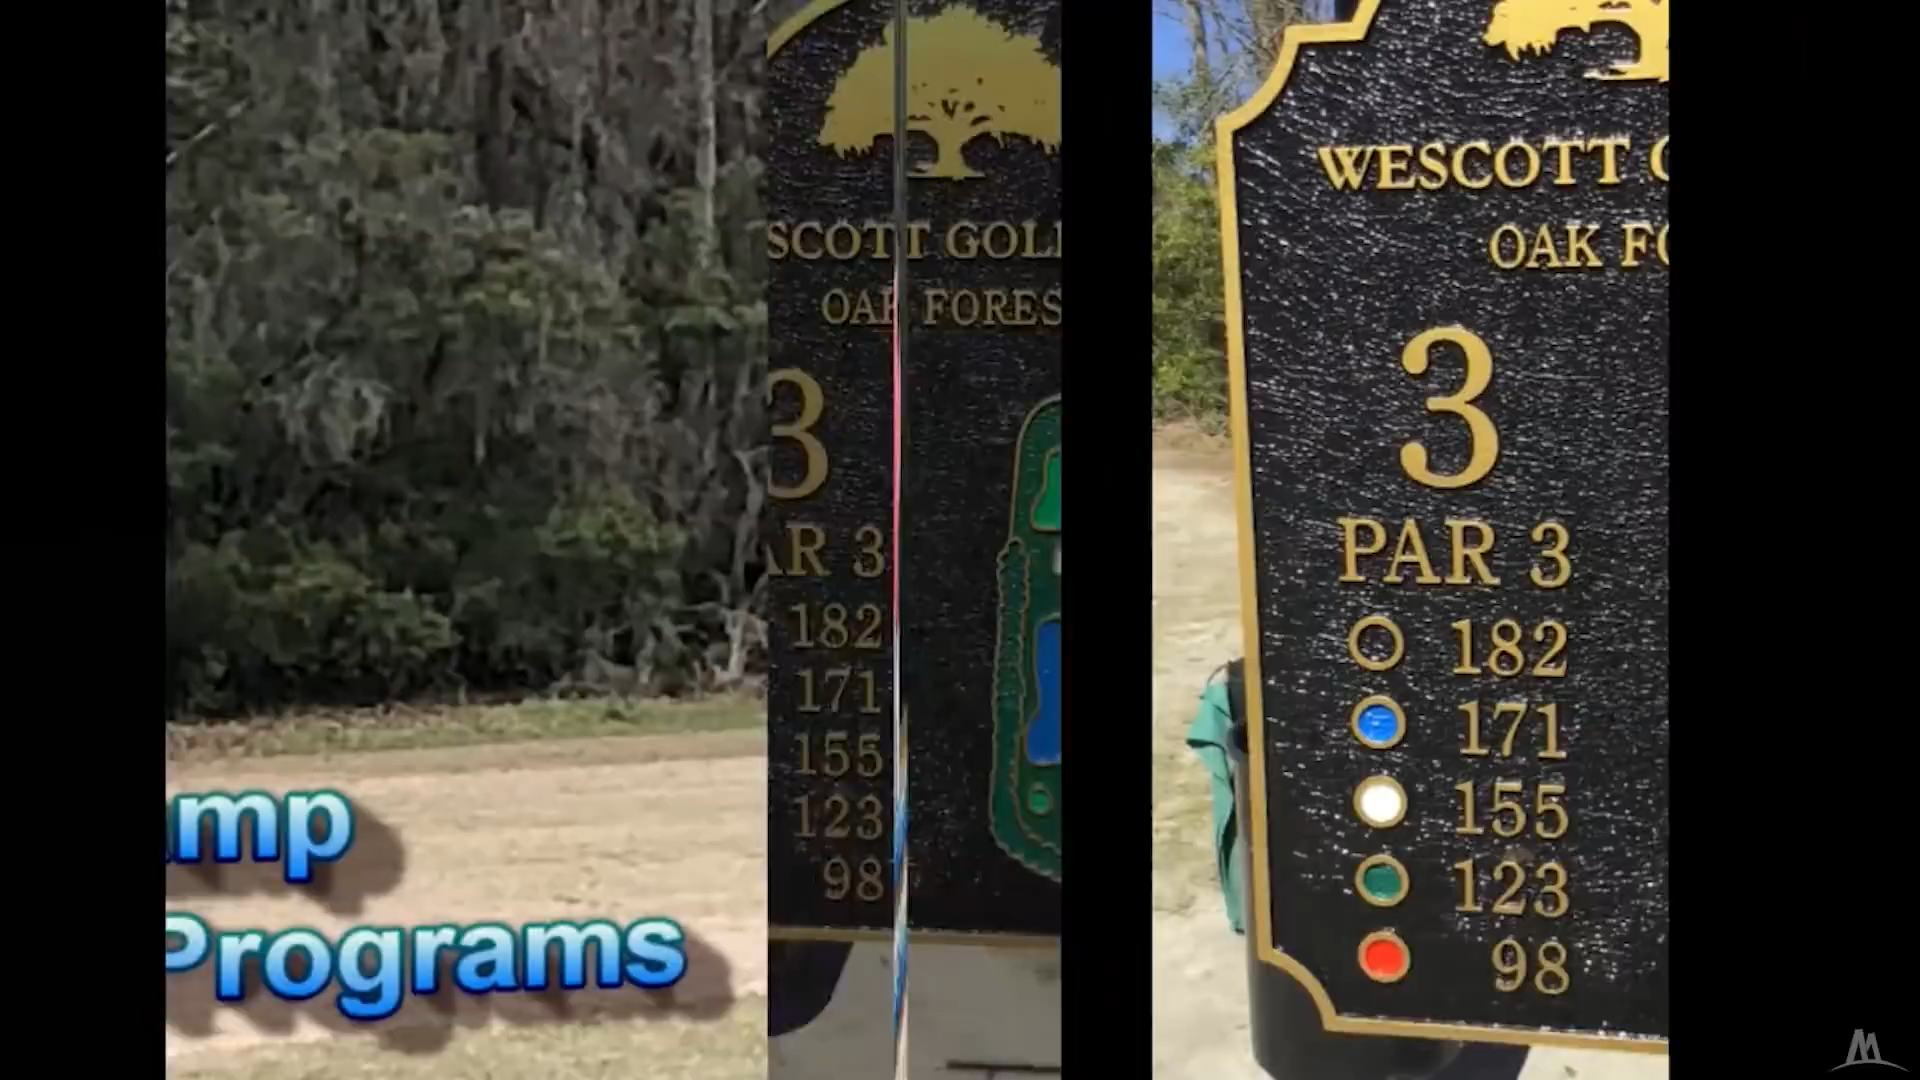 amp
Programs
SCOTT GOL
OAK FORES
3
AR 3
182
171
155
123
98
WESCOTT G
OAK FO
3
PAR 3
182
171
155
123
98